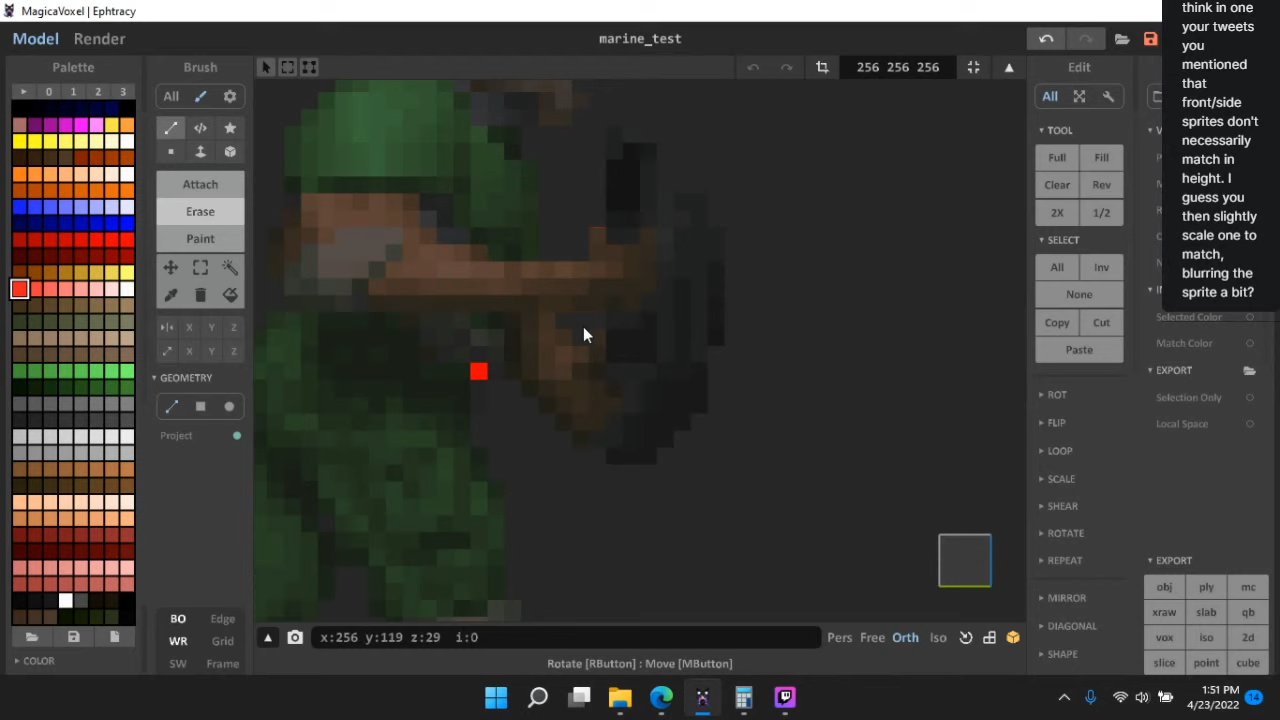 MagicaVoxel | Ephtracy
Model Render
marine_test
Palette
Brush
256 256 256
Edit
0 1 2 3
All
All
TOOL
Full Fill
Clear Rev
2X 1/2
SELECT
All Inv
None
Copy Cut
Paste
ROT
FLIP
LOOP
SCALE
SHEAR
ROTATE
REPEAT
MIRROR
DIAGONAL
SHAPE
Attach
Erase
Paint
X Y Z
X Y Z
GEOMETRY
Project
BO Edge
WR Grid
SW Frame
COLOR
x:256 y:119 z:29 i:0
Pers Free Orth Iso
Rotate [RButton] : Move [MButton]
think in one
your tweets
you
mentioned
that
front/side
sprites don't
necessarily
match in
height. I
guess you
then slightly
scale one to
match,
blurring the
sprite a bit?
Selected Color
Match Color
EXPORT
Selection Only
Local Space
EXPORT
obj ply mc
xraw slab qb
vox iso 2d
slice point cube
1:51 PM
4/23/2022
14